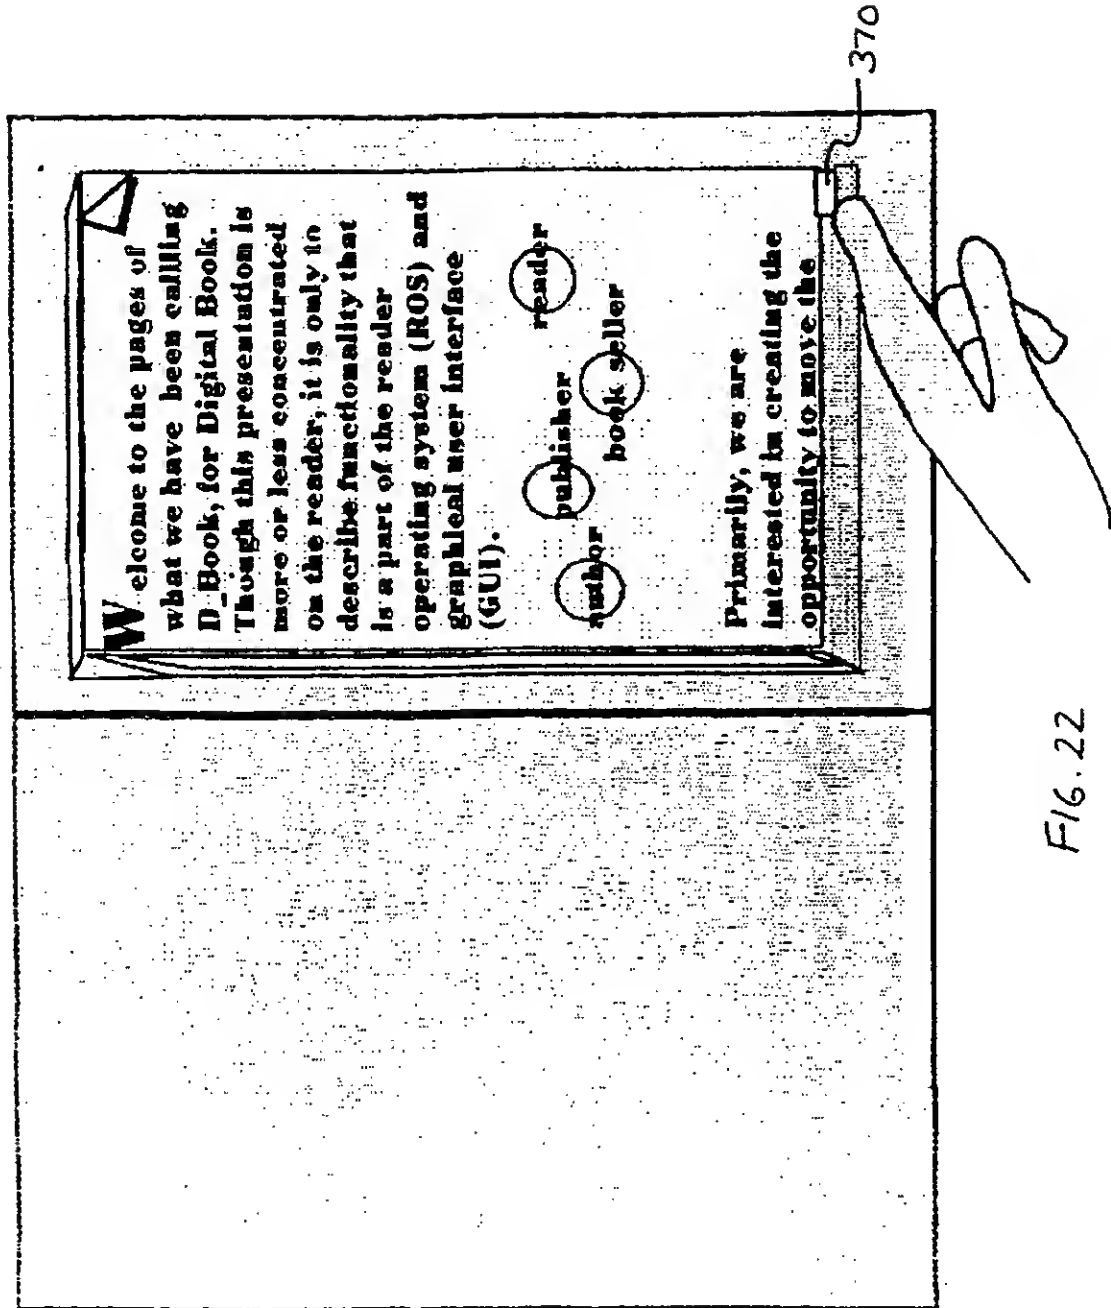 Welcome to the pages of
what we have been callling
D_Book, for Digital Book.
Though this presentation is
more or less concentrated
on the reader, it is only to
describe functionality that
is a part of the reader
operating system (ROS) and
graphical user interface
(GUI).
author
publisher
book seller
reader
Primarily, we are
interested in creating the
opportunity to move the
370
FIG. 22